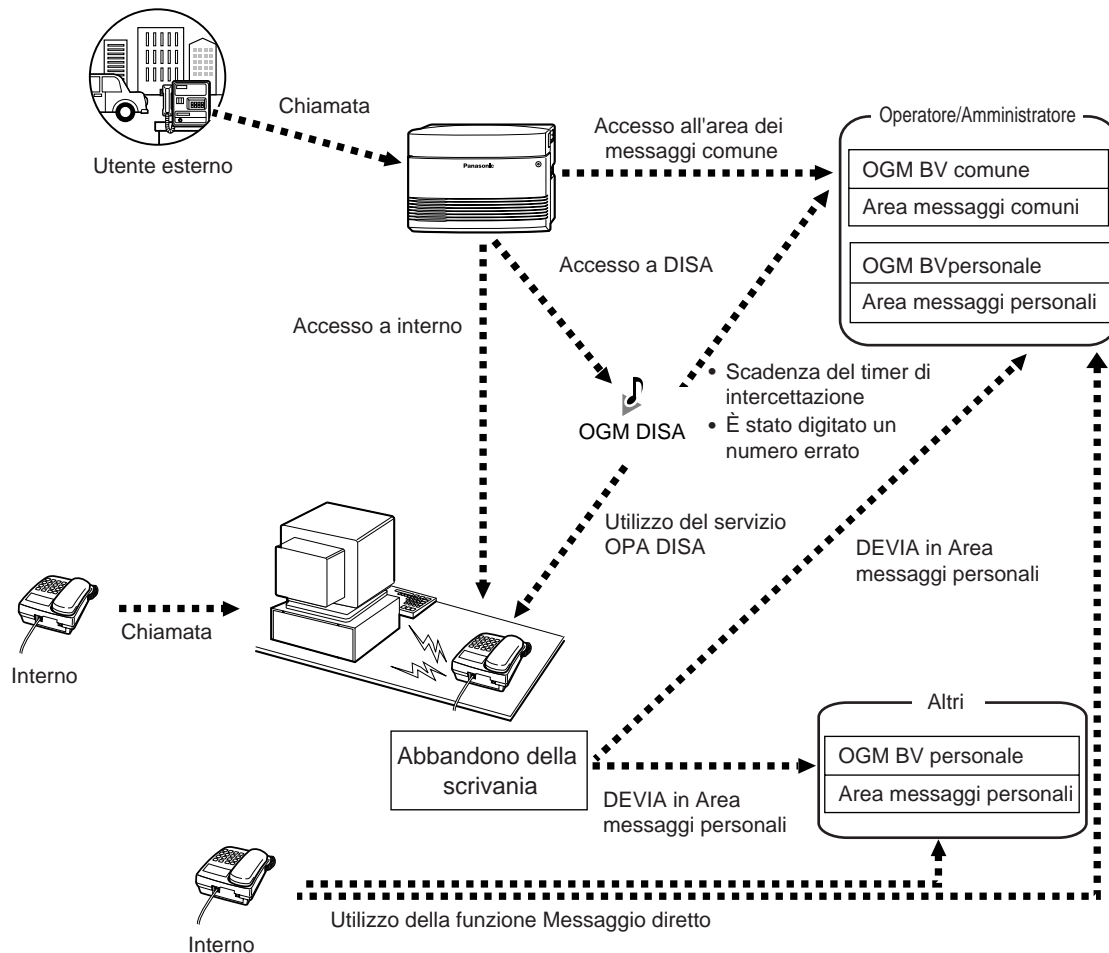 Chiamata
Utente esterno
Panasonic
Accesso all'area dei
messaggi comune
Operatore/Amministratore
OGM BV comune
Area messaggi comuni
OGM BVpersonale
Area messaggi personali
Accesso a DISA
Accesso a interno
• Scadenza del timer di
intercettazione
• È stato digitato un
numero errato
OGM DISA
Utilizzo del servizio
OPA DISA
DEVIA in Area
messaggi personali
Chiamata
Interno
Abbandono della
scrivania
DEVIA in Area
messaggi personali
Altri
OGM BV personale
Area messaggi personali
Utilizzo della funzione Messaggio diretto
Interno